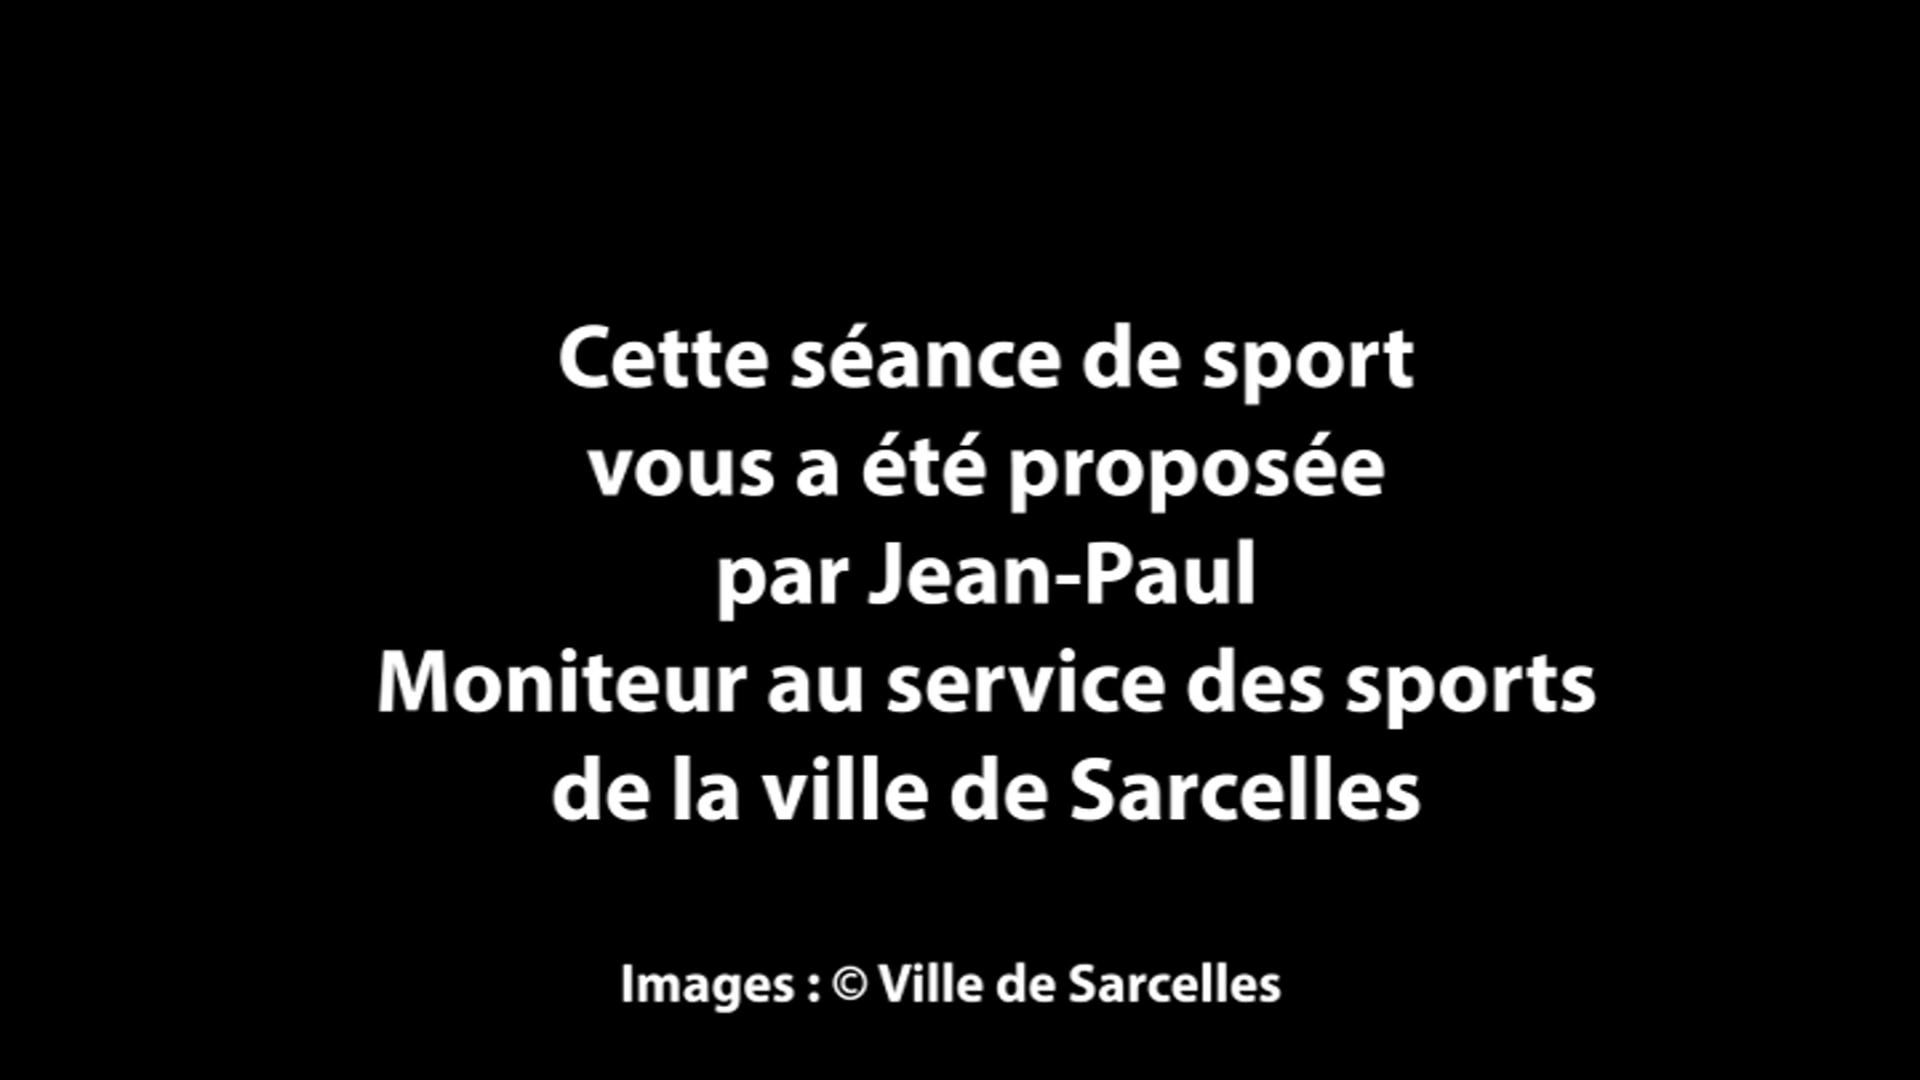 Cette séance de sport
vous a été proposée
par Jean-Paul
Moniteur au service des sports
de la ville de Sarcelles
Images : © Ville de Sarcelles